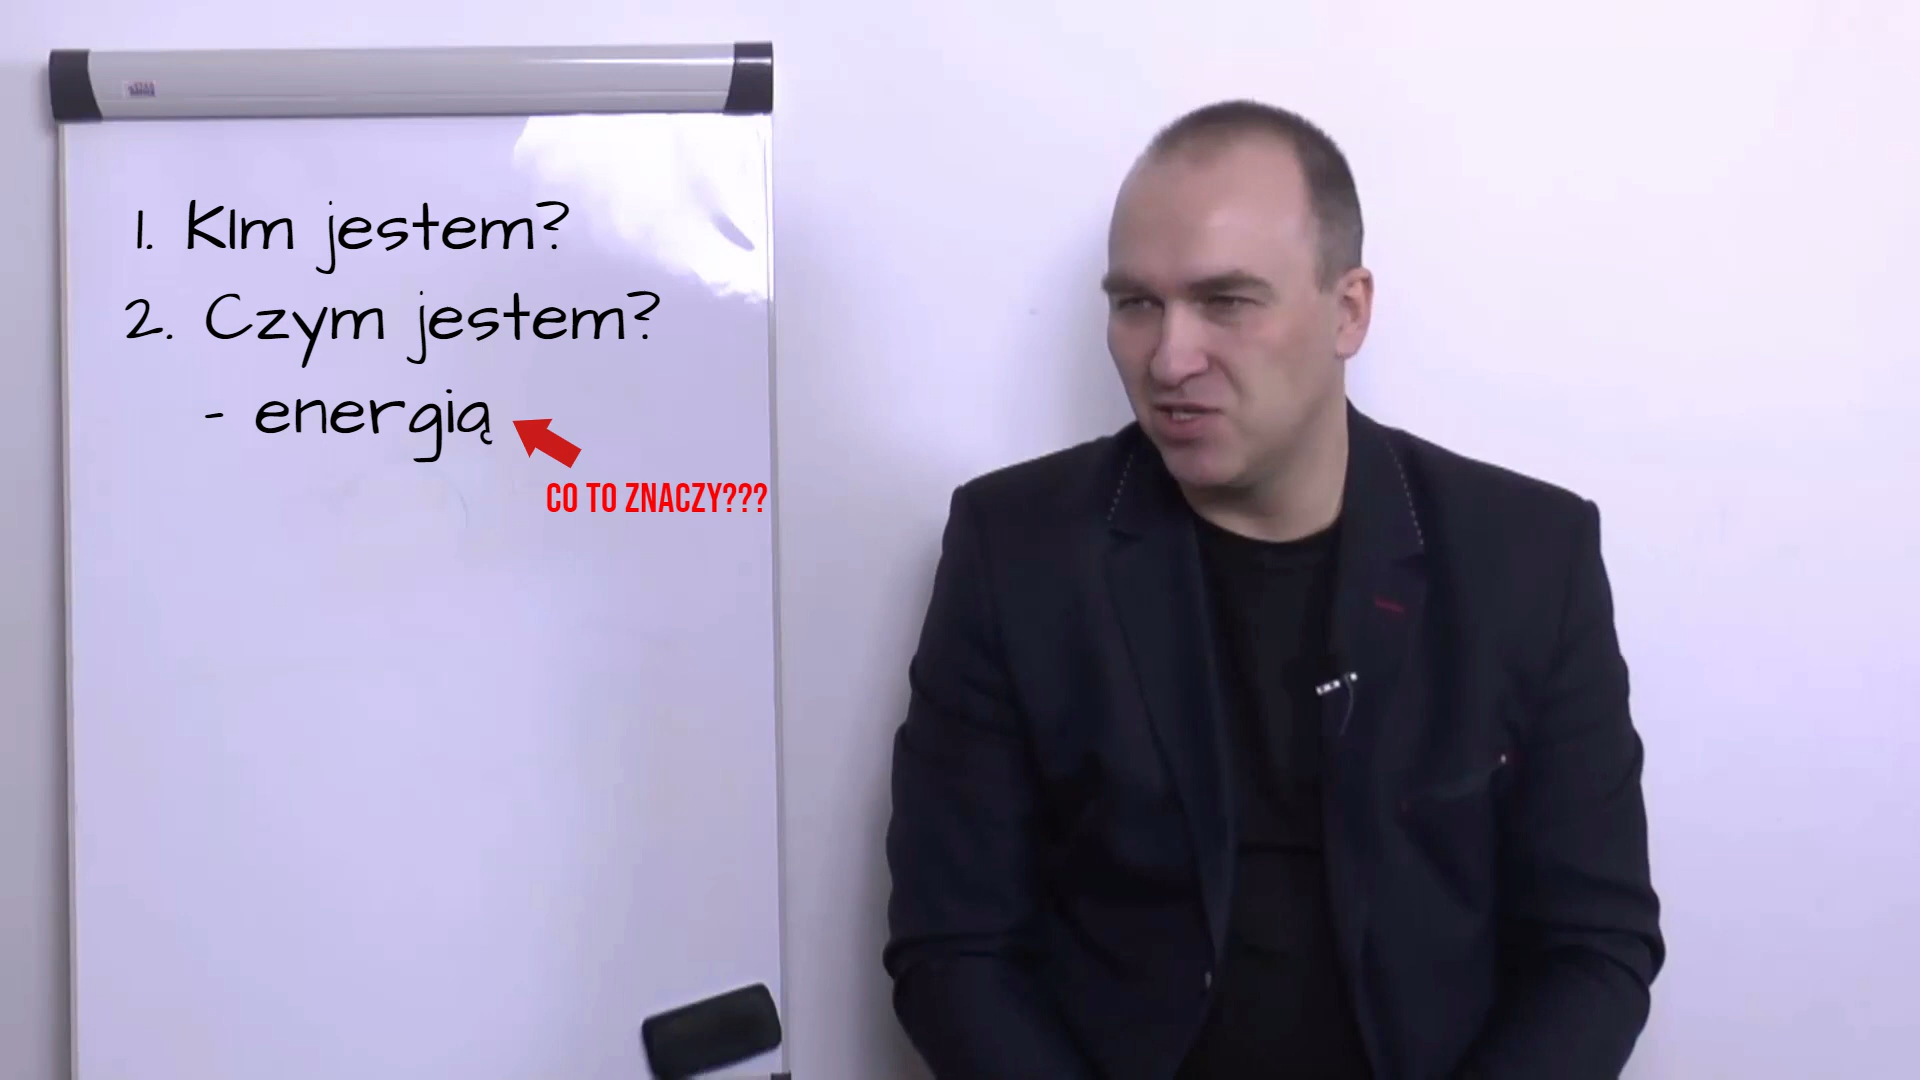 1. KIm jestem?
2. Czym jestem?
- energią
CO TO ZNACZY???